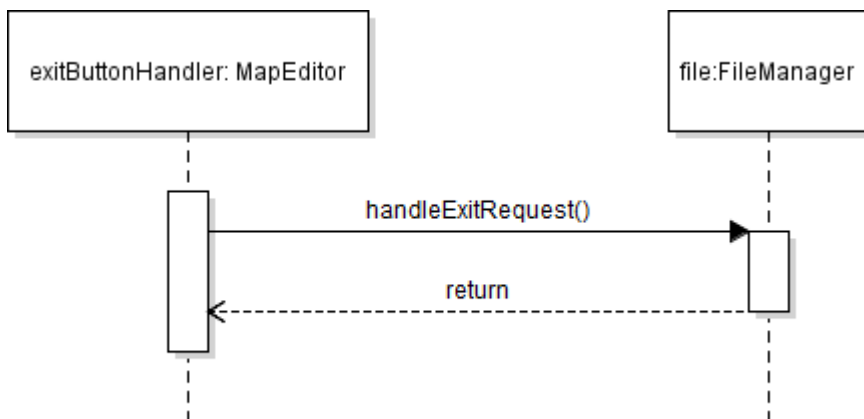 exitButtonHandler: MapEditor
file:FileManager
handleExitRequest()
return